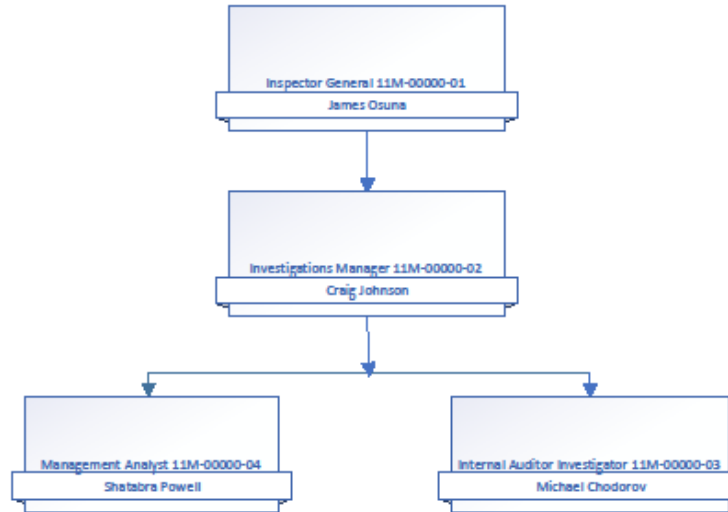 Inspector General 11M-00000-01
James Osuna
Investigations Manager 11M-00000-02
Craig Johnson
Management Analyst 11M-00000-04
Shatabra Powell
Internal Auditor Investigator 11M-00000-03
Michael Chodorov